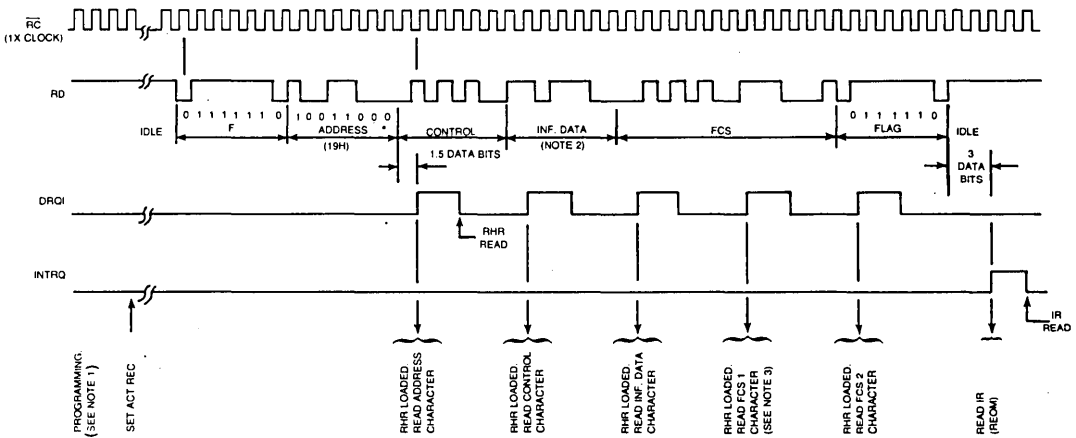 RC
(1X CLOCK)
RD
0 1 1 1 1 1 1 0
1 0 0 1 1 0 0 0
0 1 1 1 1 1 1 0
IDLE
F
ADDRESS
(19H)
CONTROL
INF. DATA
(NOTE 2)
FCS
FLAG
IDLE
1.5 DATA BITS
3
DATA
BITS
DRQI
RHR
READ
INTRQ
IR
READ
PROGRAMMING.
(SEE NOTE 1)
SET ACT REC
RHR LOADED.
READ ADDRESS
CHARACTER
RHR LOADED.
READ CONTROL
CHARACTER
RHR LOADED.
READ INF. DATA
CHARACTER
RHR LOADED.
READ FCS 1
CHARACTER
(SEE NOTE 3)
RHR LOADED.
READ FCS 2
CHARACTER
READ IR
(REOM)